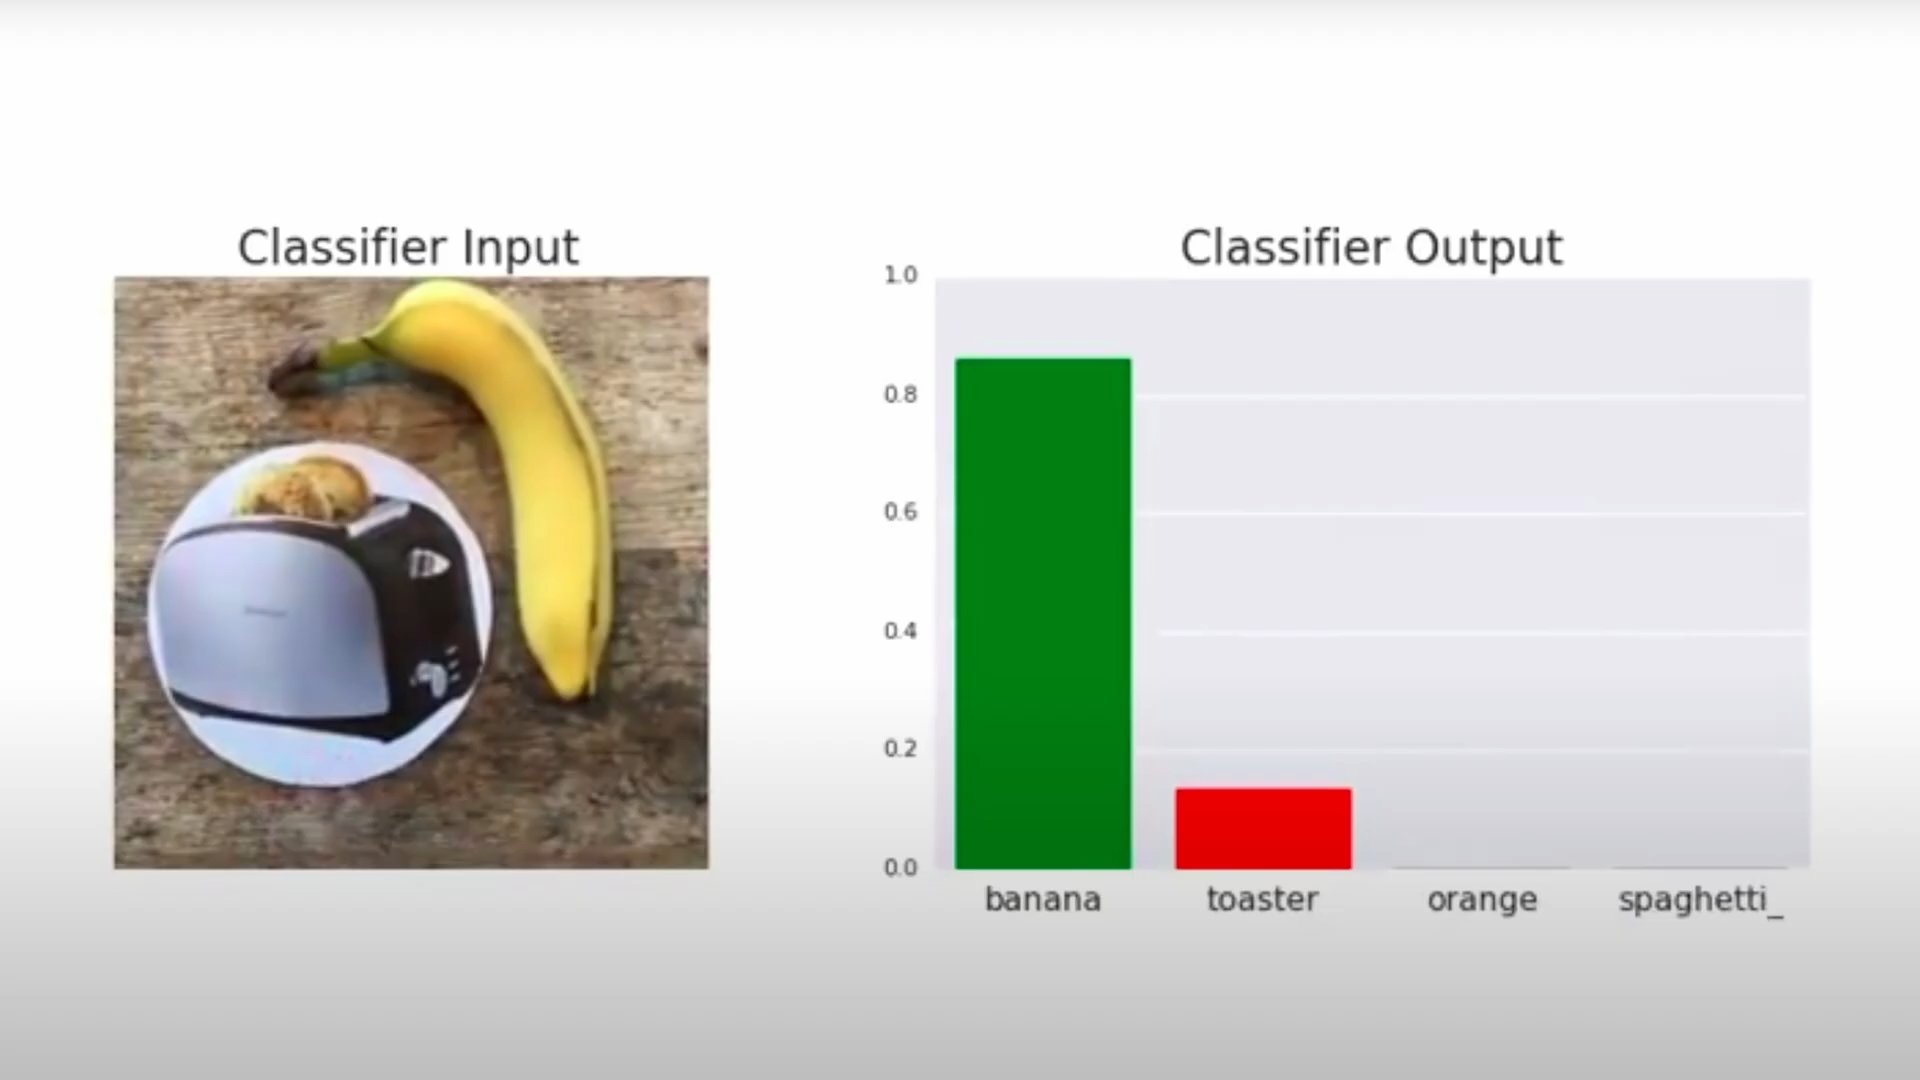 Classifier Input
Classifier Output
1.0
0.8
0.6
0.4
0.2
0.0
banana
toaster
orange
spaghetti_